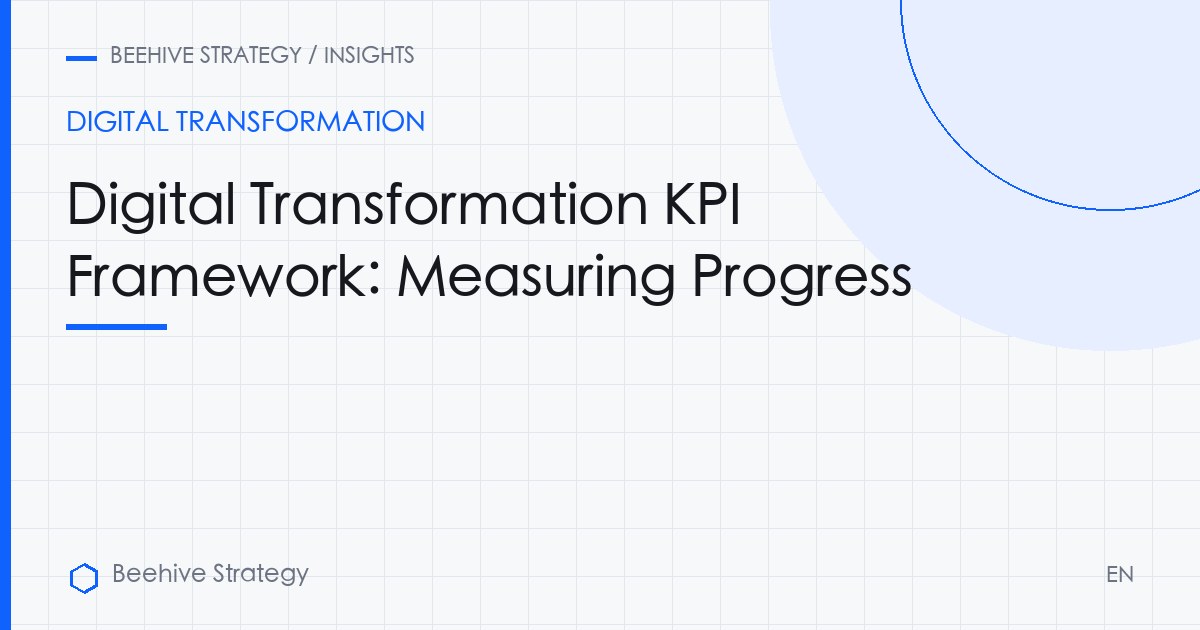 BEEHIVE STRATEGY / INSIGHTS
DIGITAL TRANSFORMATION
Digital Transformation KPI
Framework: Measuring Progress
Beehive Strategy
EN